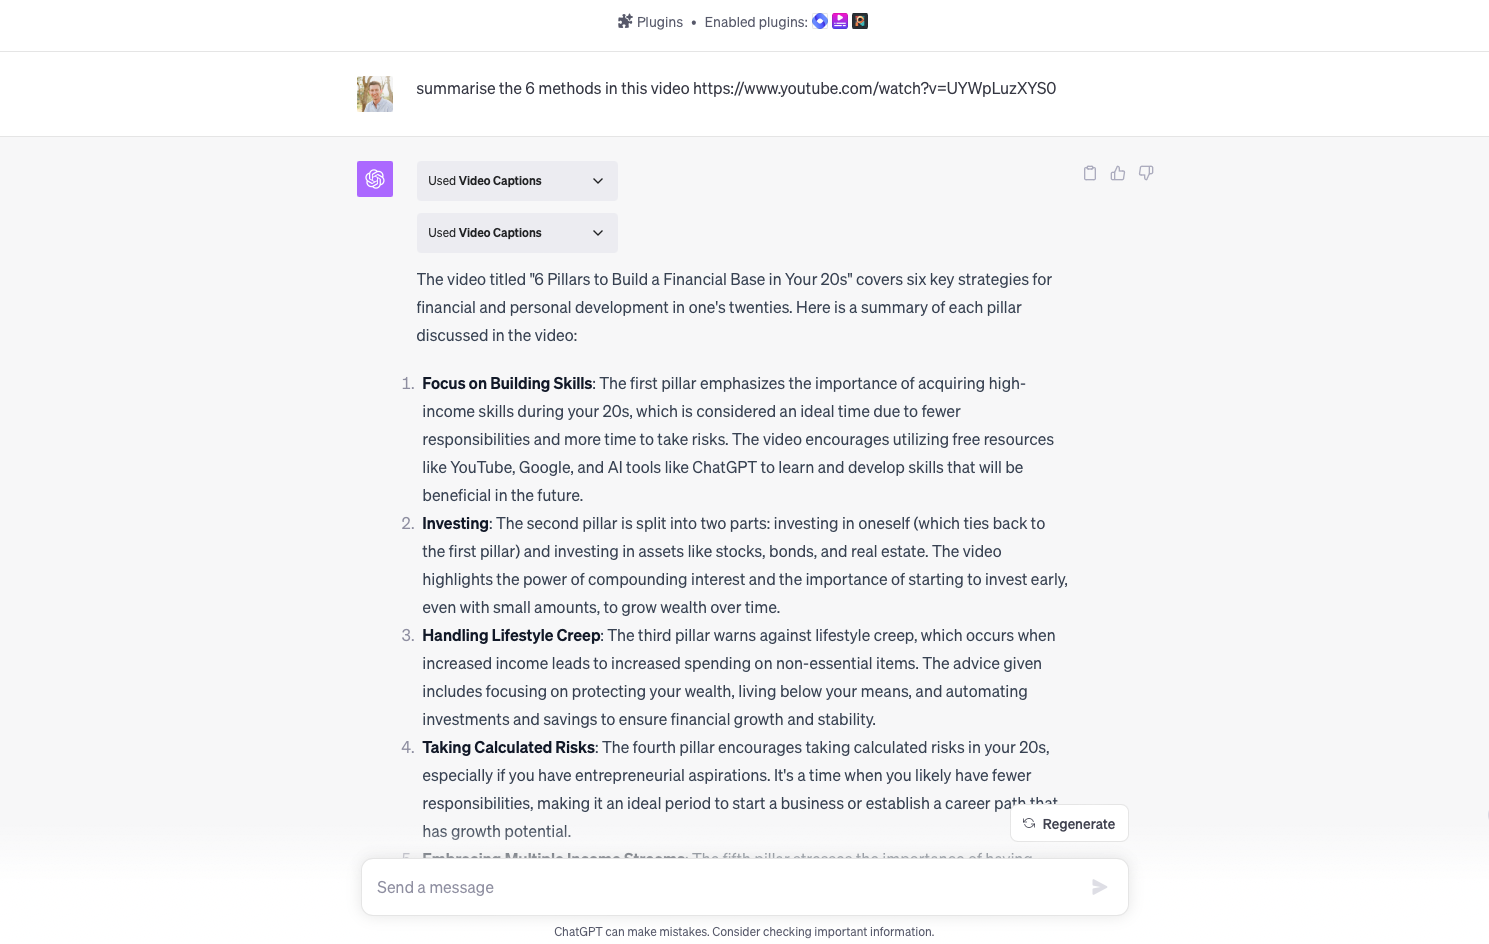 Plugins • Enabled plugins:
summarise the 6 methods in this video https://www.youtube.com/watch?v=UYWpLuzXYS0
Used Video Captions
Used Video Captions
The video titled "6 Pillars to Build a Financial Base in Your 20s" covers six key strategies for
financial and personal development in one's twenties. Here is a summary of each pillar
discussed in the video:
1. Focus on Building Skills: The first pillar emphasizes the importance of acquiring high-
income skills during your 20s, which is considered an ideal time due to fewer
responsibilities and more time to take risks. The video encourages utilizing free resources
like YouTube, Google, and AI tools like ChatGPT to learn and develop skills that will be
beneficial in the future.
2. Investing: The second pillar is split into two parts: investing in oneself (which ties back to
the first pillar) and investing in assets like stocks, bonds, and real estate. The video
highlights the power of compounding interest and the importance of starting to invest early,
even with small amounts, to grow wealth over time.
3. Handling Lifestyle Creep: The third pillar warns against lifestyle creep, which occurs when
increased income leads to increased spending on non-essential items. The advice given
includes focusing on protecting your wealth, living below your means, and automating
investments and savings to ensure financial growth and stability.
4. Taking Calculated Risks: The fourth pillar encourages taking calculated risks in your 20s,
especially if you have entrepreneurial aspirations. It's a time when you likely have fewer
responsibilities, making it an ideal period to start a business or establish a career path that
has growth potential.
5. Embracing Multiple Income Streams: The fifth pillar stresses the importance of having
Regenerate
Send a message
ChatGPT can make mistakes. Consider checking important information.